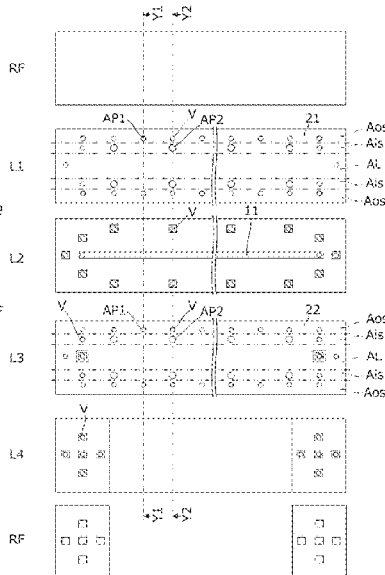 Y1 Y2
RF
AP1 V AP2 21 Aos
Ais
L1 AL
Ais
Aos
V 11
L2
V AP1 V AP2 22 Aos
Ais
L3 AL
Ais
Aos
V
L4
Y1 Y2
RF